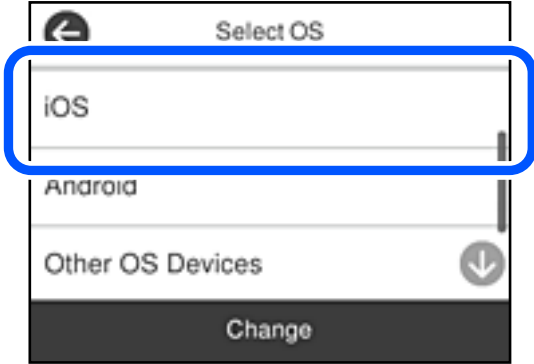 Select OS
iOS
Android
Other OS Devices
Change